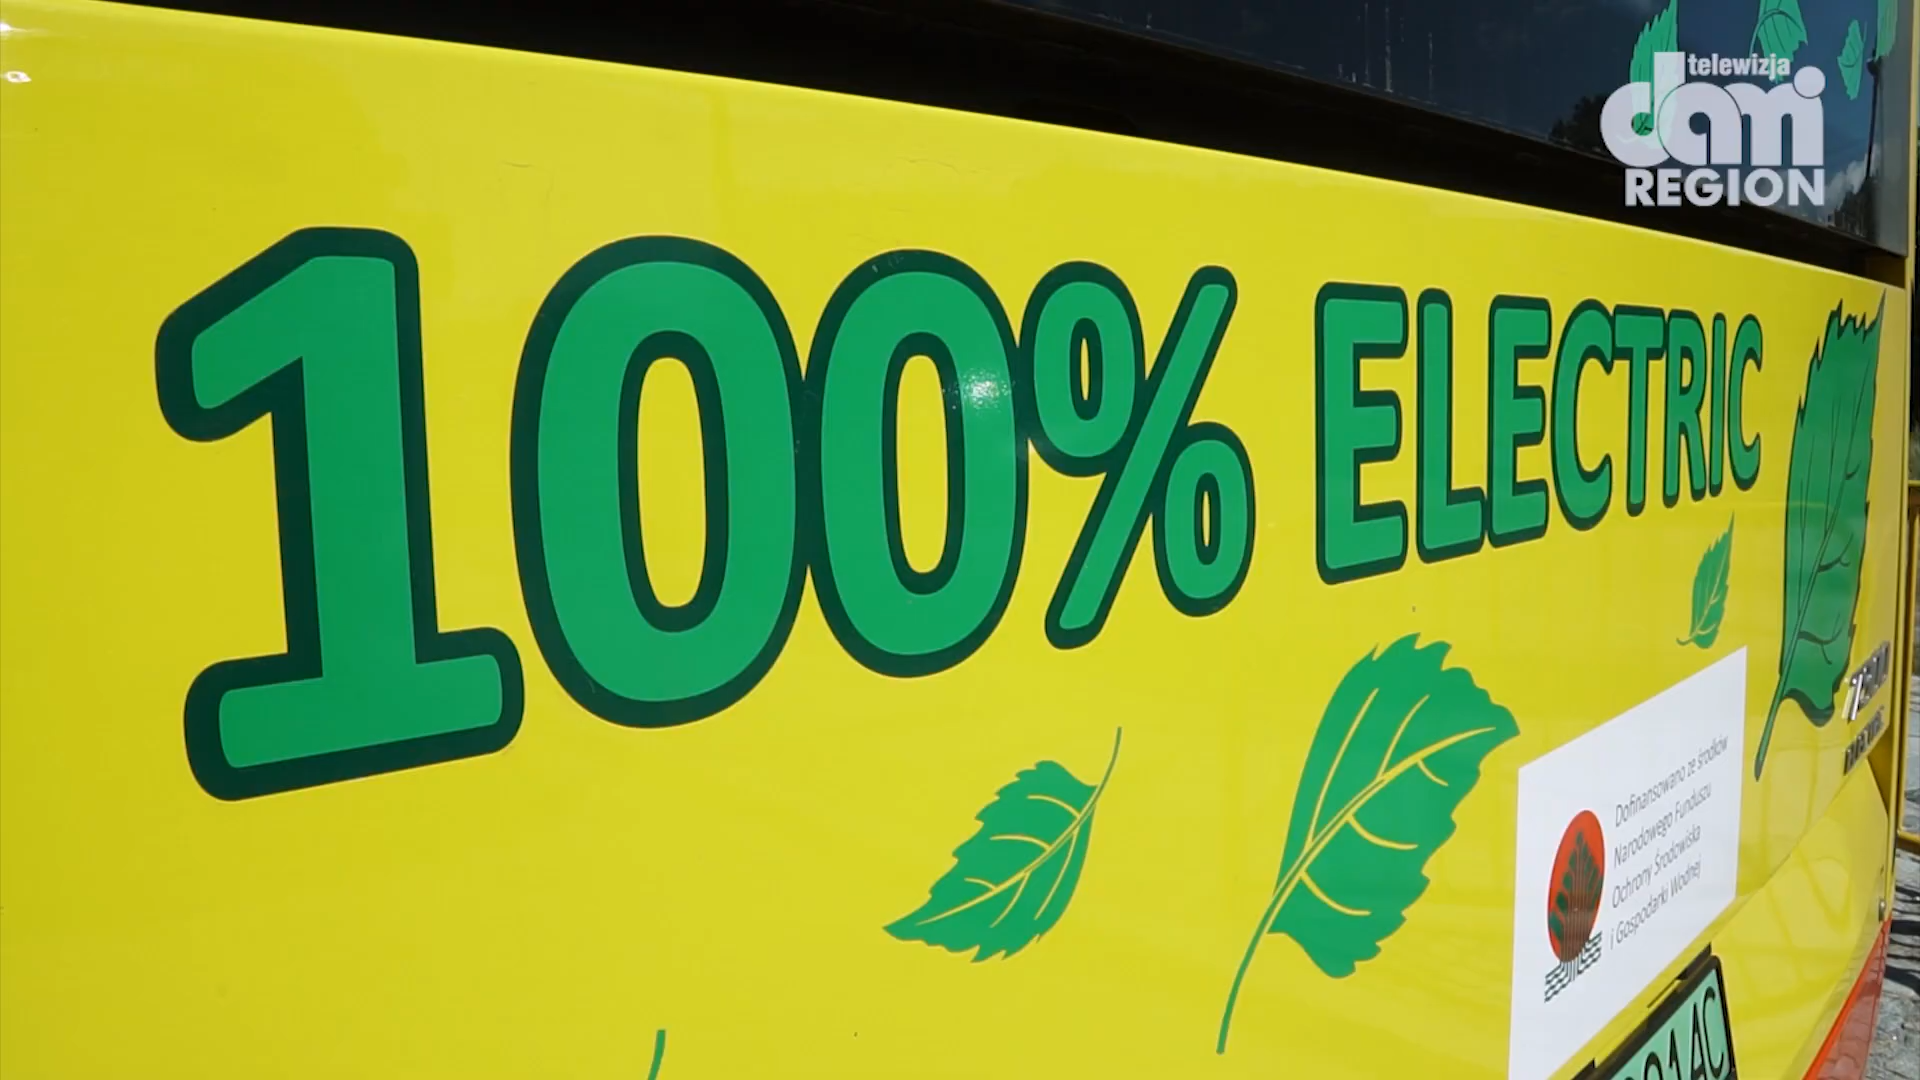 telewizja
dami
REGION
100% ELECTRIC
Dofinansowano ze środków
Narodowego Funduszu
Ochrony Środowiska
i Gospodarki Wodnej